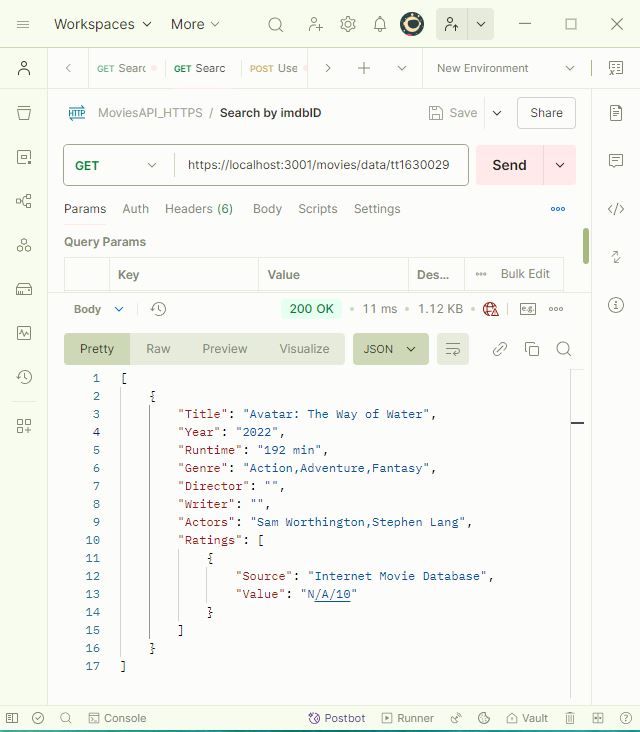 Workspaces More
GET Searc GET Searc POST Use New Environment
HTTP MoviesAPI_HTTPS / Search by imdbID Save Share
GET https://localhost:3001/movies/data/tt1630029 Send
Params Auth Headers (6) Body Scripts Settings
Query Params
Key Value Des... Bulk Edit
Body 200 OK • 11 ms • 1.12 KB • e.g.
Pretty Raw Preview Visualize JSON
1 [
2 {
3 "Title": "Avatar: The Way of Water",
4 "Year": "2022",
5 "Runtime": "192 min",
6 "Genre": "Action,Adventure,Fantasy",
7 "Director": "",
8 "Writer": "",
9 "Actors": "Sam Worthington,Stephen Lang",
10 "Ratings": [
11 {
12 "Source": "Internet Movie Database",
13 "Value": "N/A/10"
14 }
15 ]
16 }
17 ]
Console Postbot Runner Vault